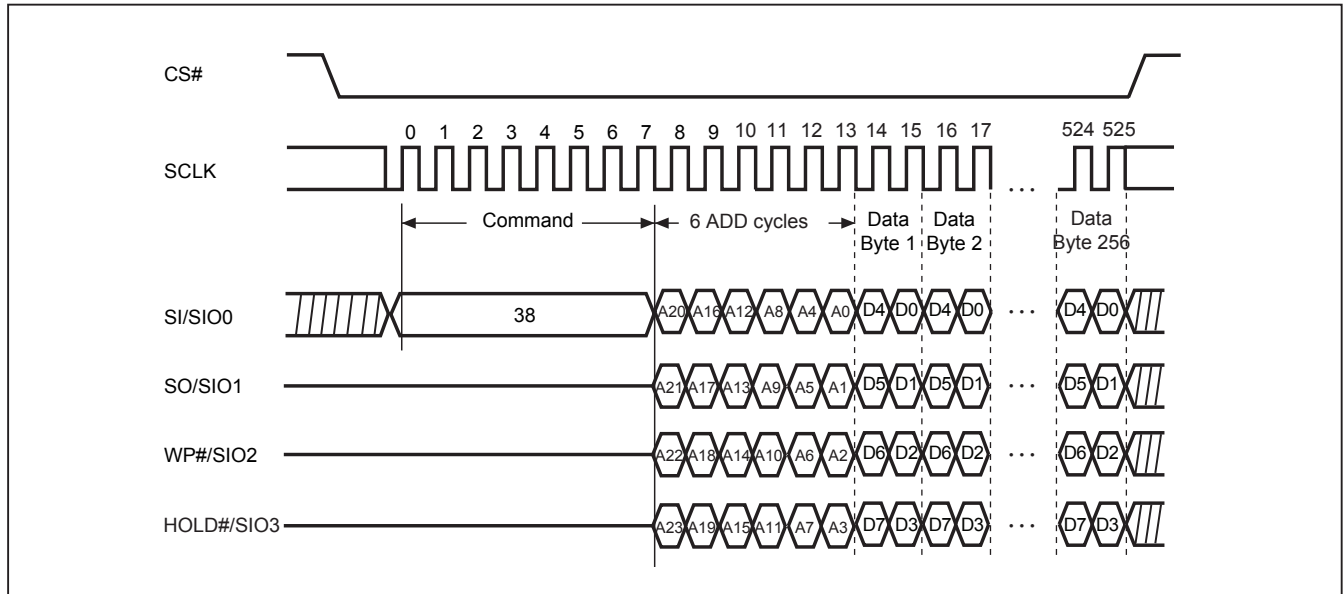 CS#
0 1 2 3 4 5 6 7 8 9 10 11 12 13 14 15 16 17 524 525
SCLK
...
Command 6 ADD cycles Data Byte 1 Data Byte 2 Data Byte 256
SI/SIO0 38 A20 A16 A12 A8 A4 A0 D4 D0 D4 D0 ... D4 D0
SO/SIO1 A21 A17 A13 A9 A5 A1 D5 D1 D5 D1 ... D5 D1
WP#/SIO2 A22 A18 A14 A10 A6 A2 D6 D2 D6 D2 ... D6 D2
HOLD#/SIO3 A23 A19 A15 A11 A7 A3 D7 D3 D7 D3 ... D7 D3